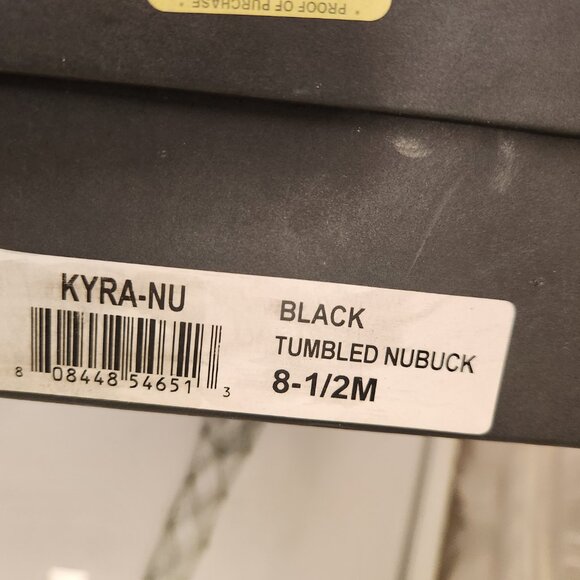 * PROOF OF PURCHASE *
KYRA-NU
8 08448 54651 3
BLACK
TUMBLED NUBUCK
8-1/2M